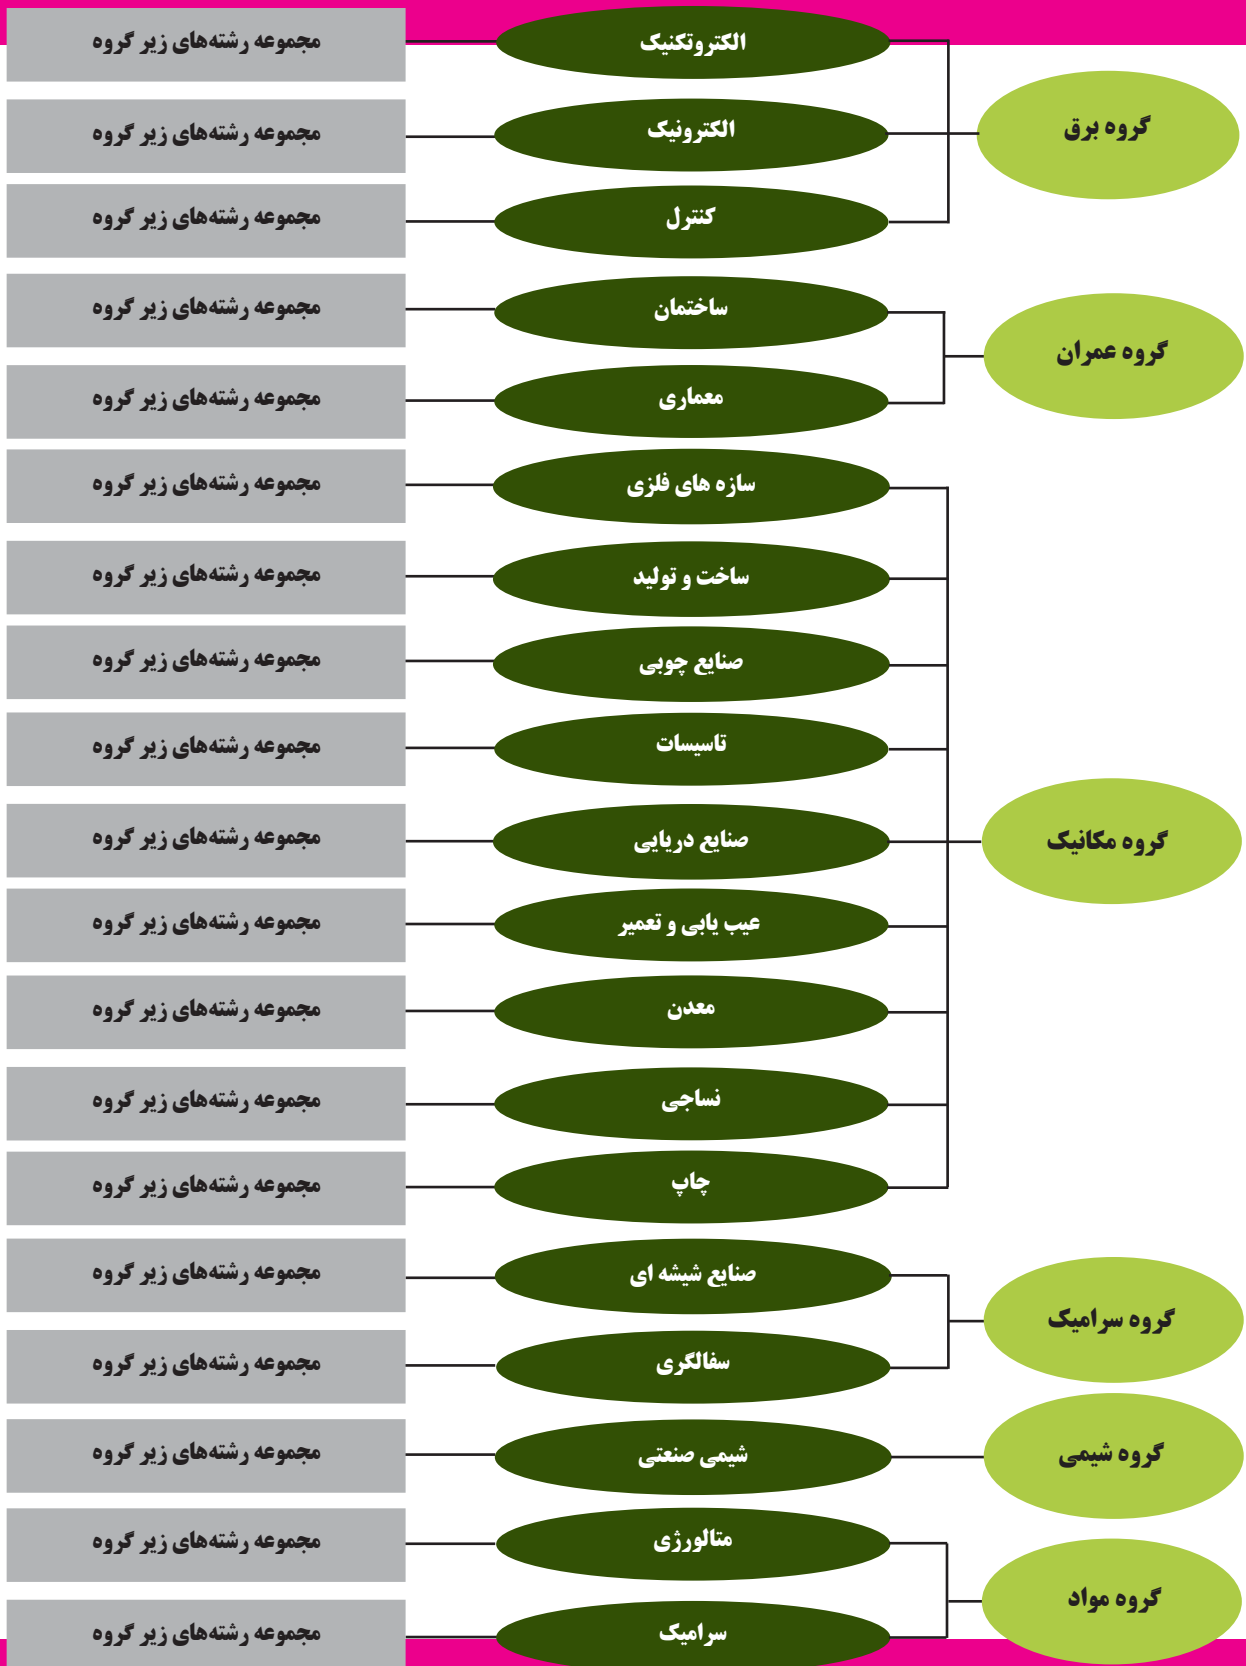 گروه برق
الکتروتکنیک
مجموعه رشته‌های زیر گروه
الکترونیک
مجموعه رشته‌های زیر گروه
کنترل
مجموعه رشته‌های زیر گروه
گروه عمران
ساختمان
مجموعه رشته‌های زیر گروه
معماری
مجموعه رشته‌های زیر گروه
گروه مکانیک
سازه های فلزی
مجموعه رشته‌های زیر گروه
ساخت و تولید
مجموعه رشته‌های زیر گروه
صنایع چوبی
مجموعه رشته‌های زیر گروه
تاسیسات
مجموعه رشته‌های زیر گروه
صنایع دریایی
مجموعه رشته‌های زیر گروه
عیب یابی و تعمیر
مجموعه رشته‌های زیر گروه
معدن
مجموعه رشته‌های زیر گروه
نساجی
مجموعه رشته‌های زیر گروه
چاپ
مجموعه رشته‌های زیر گروه
گروه سرامیک
صنایع شیشه ای
مجموعه رشته‌های زیر گروه
سفالگری
مجموعه رشته‌های زیر گروه
گروه شیمی
شیمی صنعتی
مجموعه رشته‌های زیر گروه
گروه مواد
متالورژی
مجموعه رشته‌های زیر گروه
سرامیک
مجموعه رشته‌های زیر گروه